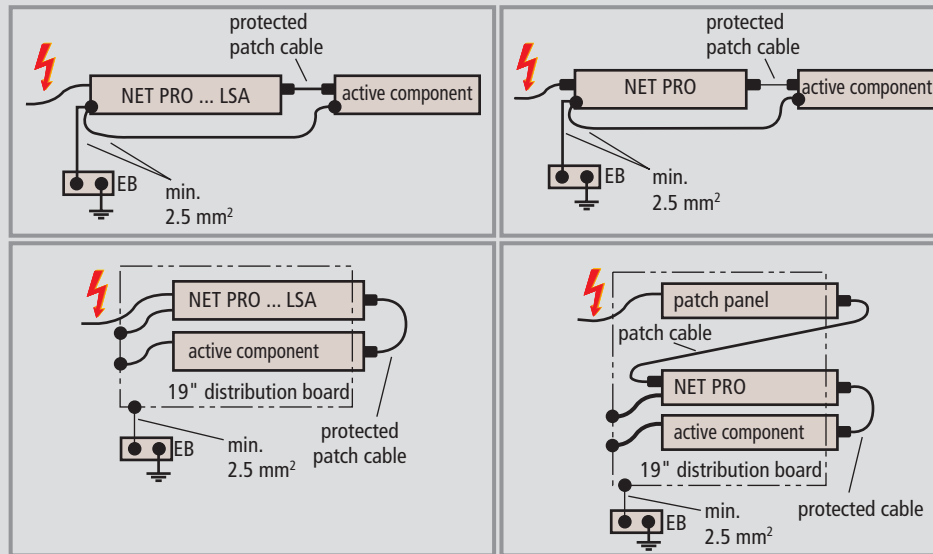 protected
patch cable
NET PRO ... LSA
active component
EB
min.
2.5 mm²
protected
patch cable
NET PRO
active component
EB
min.
2.5 mm²
NET PRO ... LSA
active component
19" distribution board
EB
min.
2.5 mm²
protected
patch cable
patch panel
patch cable
NET PRO
active component
19" distribution board
protected cable
EB
min.
2.5 mm²